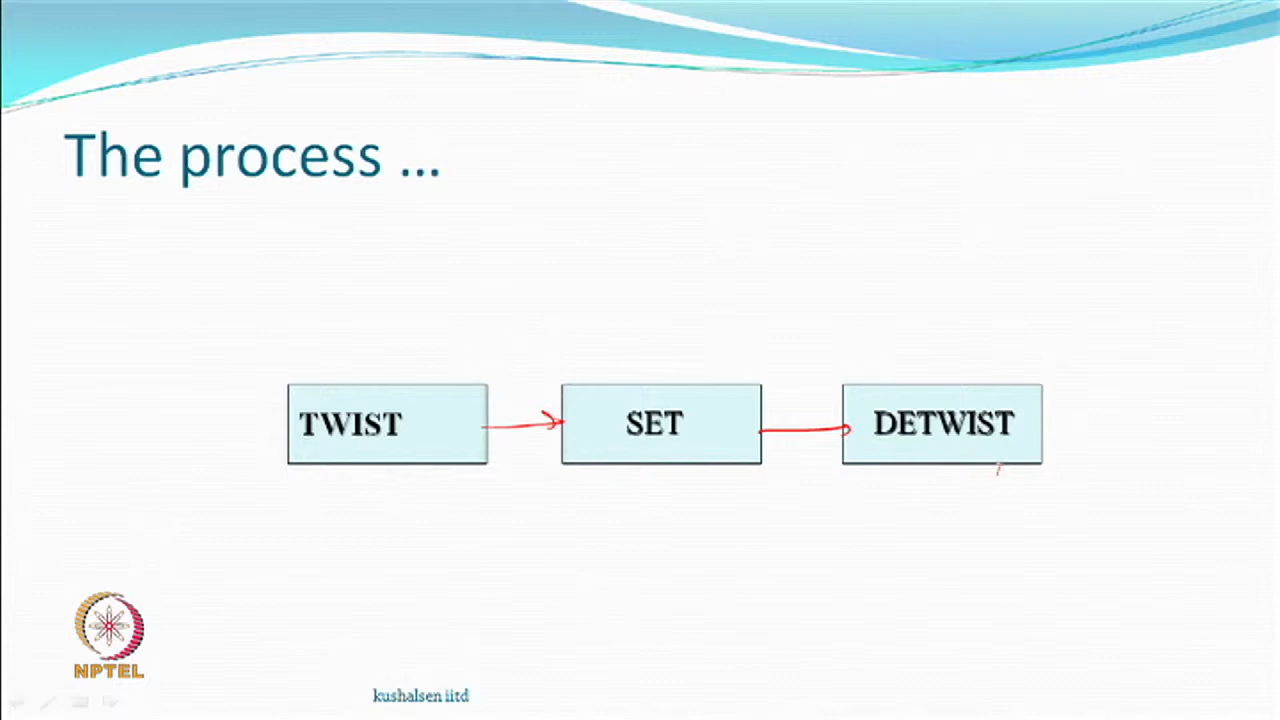 The process ...
TWIST
SET
DETWIST
NPTEL
kushalsen iitd